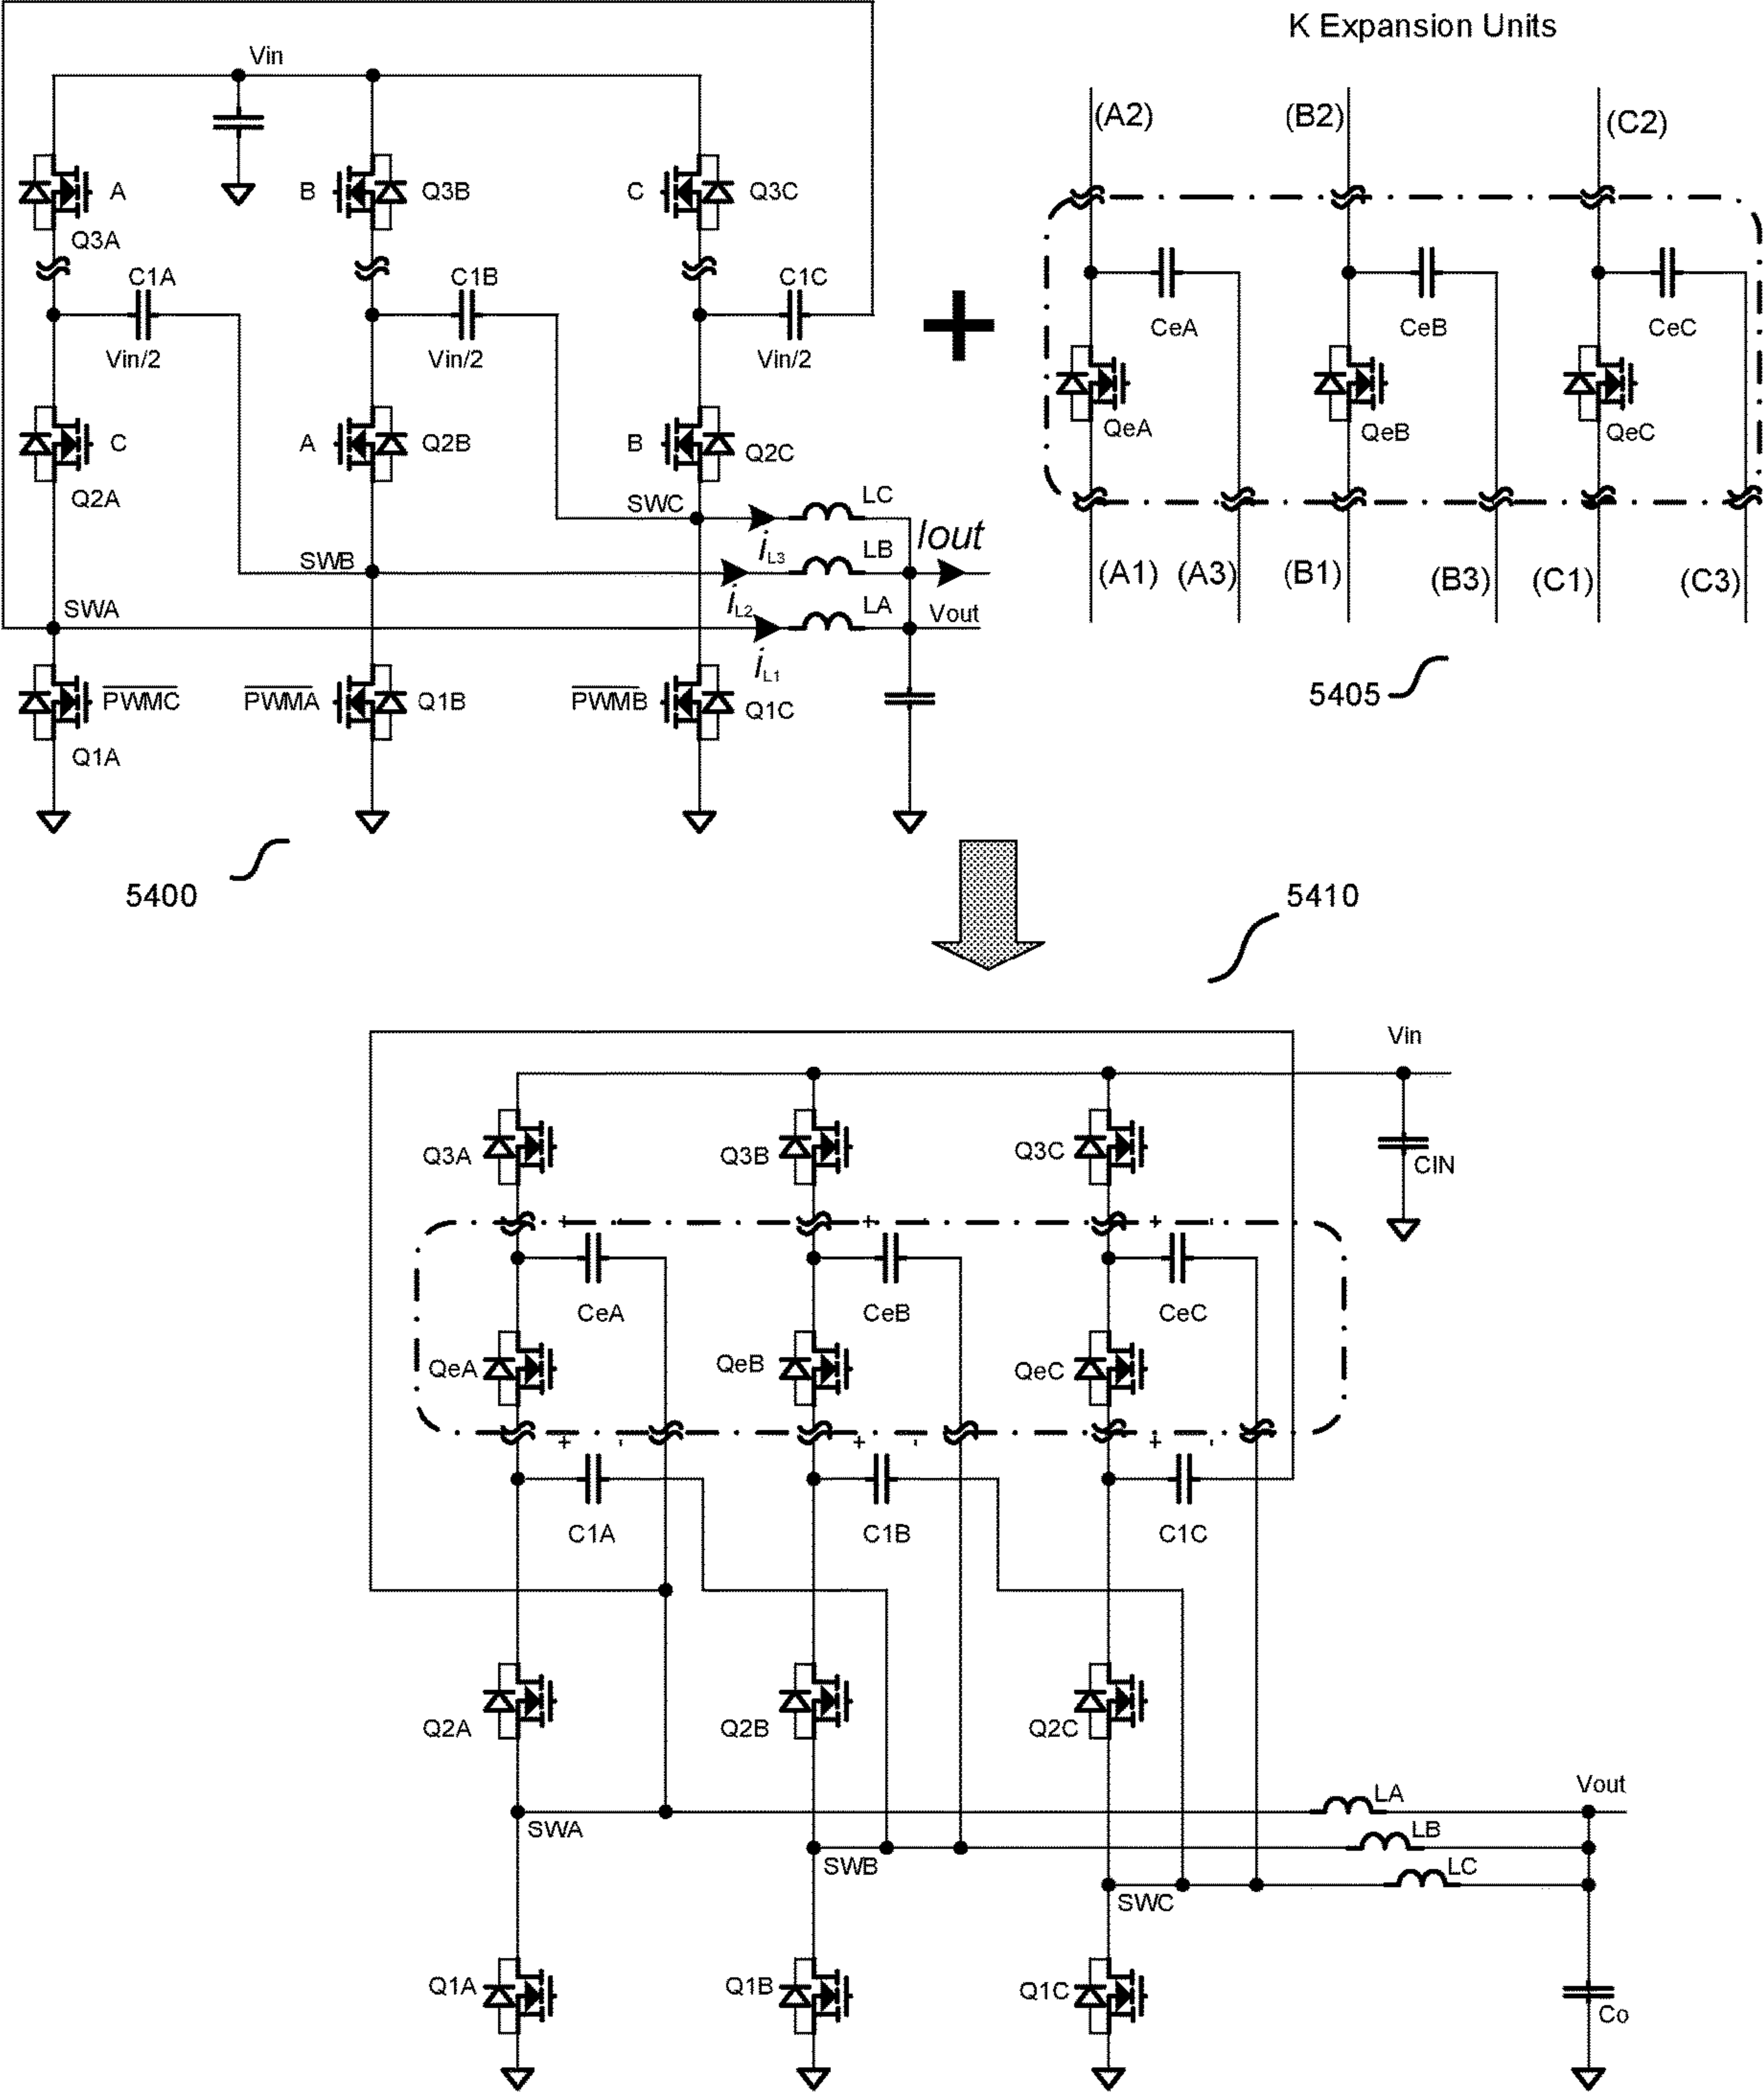 K Expansion Units
Vin
(A2)
(B2)
(C2)
A
B
Q3B
C
Q3C
Q3A
C1A
C1B
C1C
CeA
CeB
CeC
Vin/2
Vin/2
Vin/2
C
A
Q2B
B
Q2C
Q2A
QeA
QeB
QeC
SWC
LC
iL3
Iout
SWB
LB
iL2
SWA
LA
Vout
iL1
(A1)
(A3)
(B1)
(B3)
(C1)
(C3)
PWMC
PWMA
Q1B
PWMB
Q1C
Q1A
5405
5400
5410
Vin
Q3A
Q3B
Q3C
CIN
+ -
+ -
+ -
CeA
CeB
CeC
QeA
QeB
QeC
+ -
+ -
+ -
C1A
C1B
C1C
Q2A
Q2B
Q2C
LA
Vout
SWA
LB
SWB
LC
SWC
Q1A
Q1B
Q1C
Co